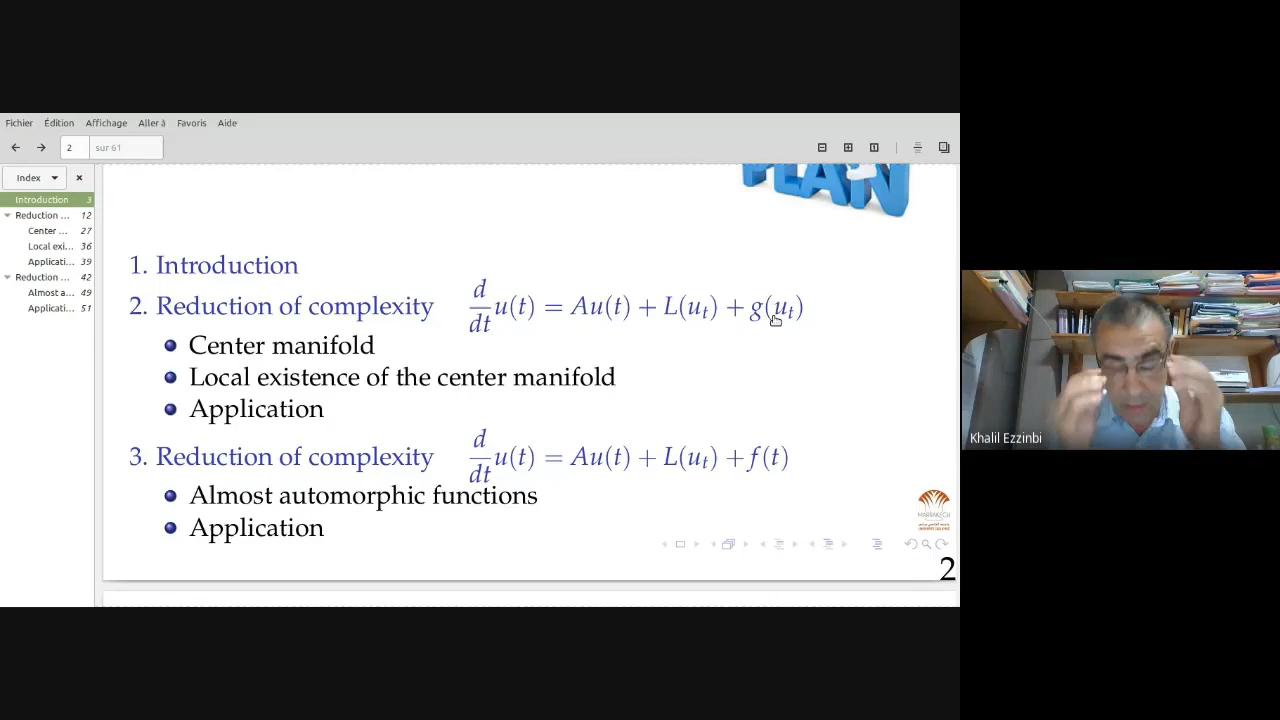 Fichier Édition Affichage Aller à Favoris Aide
2 sur 61
Index
Introduction 3
Reduction ... 12
Center ... 27
Local exi... 36
Applicati... 39
Reduction ... 42
Almost a... 49
Applicati... 51
PLAN
1. Introduction
2. Reduction of complexity d/dt u(t) = Au(t) + L(u_t) + g(u_t)
Center manifold
Local existence of the center manifold
Application
3. Reduction of complexity d/dt u(t) = Au(t) + L(u_t) + f(t)
Almost automorphic functions
Application
MARRAKECH
2
Khalil Ezzinbi